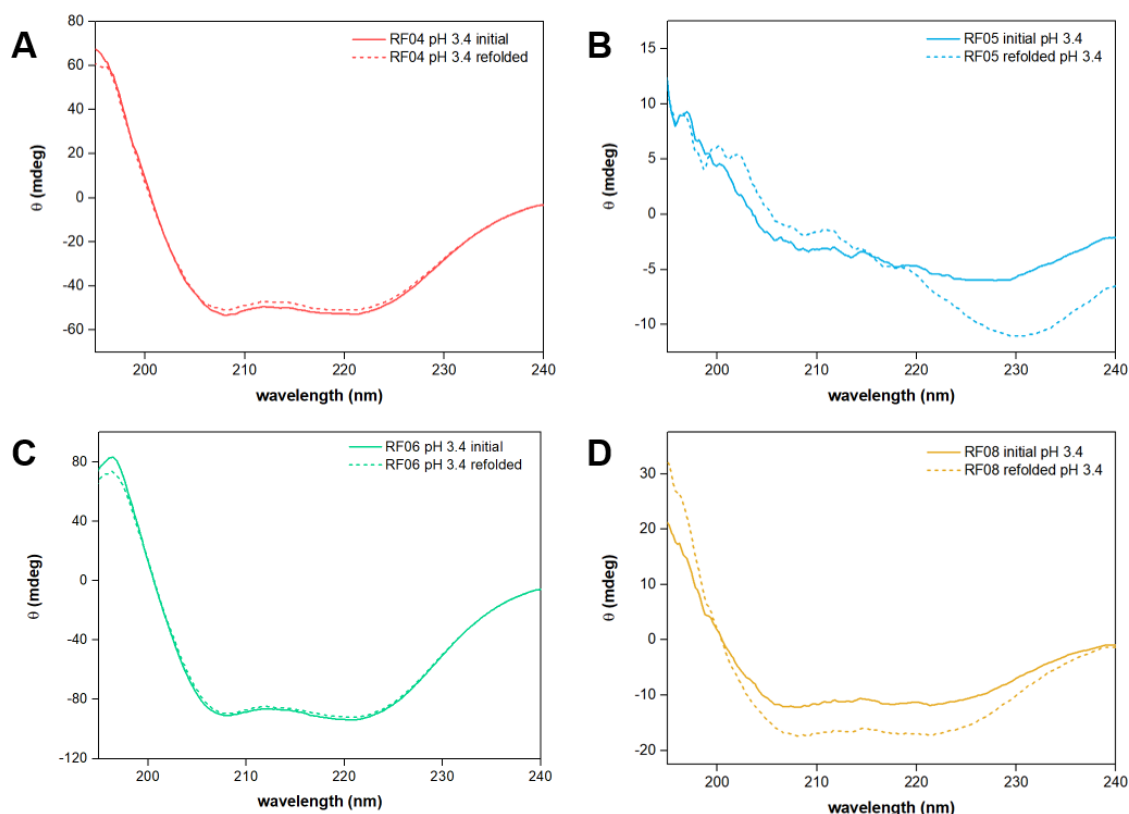 A
RF04 pH 3.4 initial
RF04 pH 3.4 refolded
80
60
40
20
0
-20
-40
-60
θ (mdeg)
200 210 220 230 240
wavelength (nm)
B
RF05 initial pH 3.4
RF05 refolded pH 3.4
15
10
5
0
-5
-10
θ (mdeg)
200 210 220 230 240
wavelength (nm)
C
RF06 pH 3.4 initial
RF06 pH 3.4 refolded
80
40
0
-40
-80
-120
θ (mdeg)
200 210 220 230 240
wavelength (nm)
D
RF08 initial pH 3.4
RF08 refolded pH 3.4
30
20
10
0
-10
-20
θ (mdeg)
200 210 220 230 240
wavelength (nm)